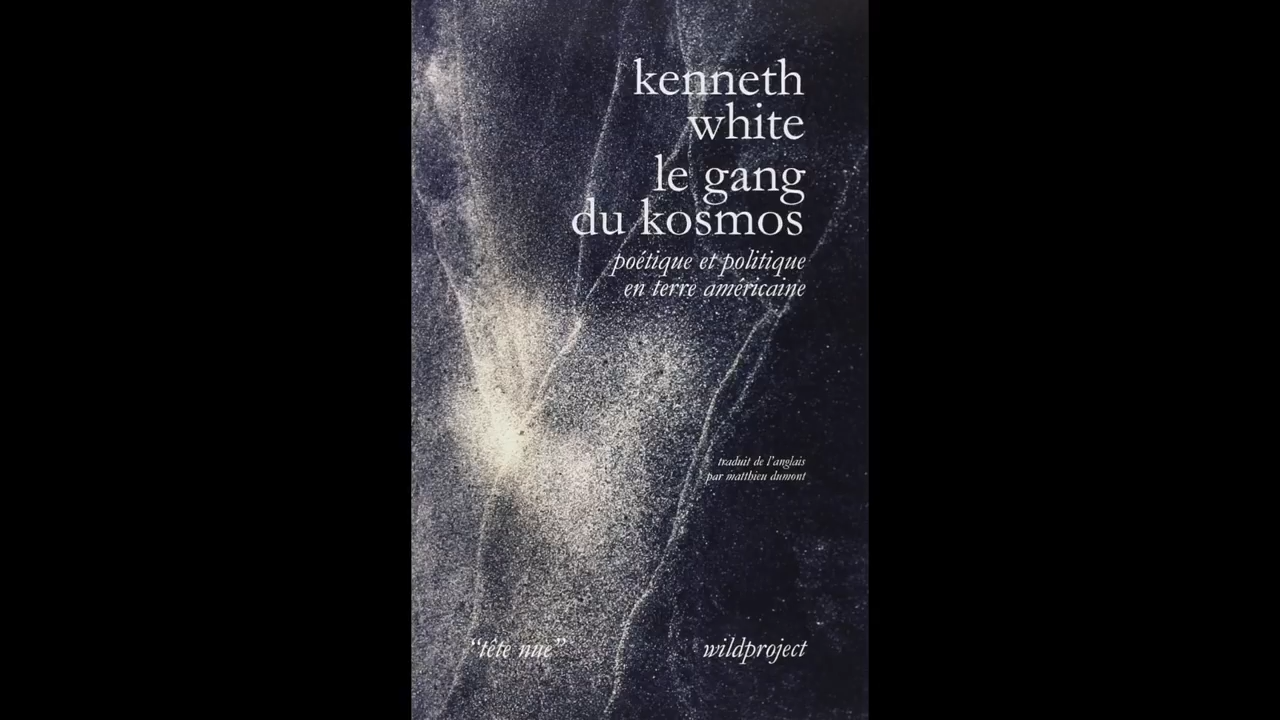 kenneth
white
le gang
du kosmos
poétique et politique
en terre américaine
traduit de l'anglais
par matthieu dumont
“tête nue”
wildproject